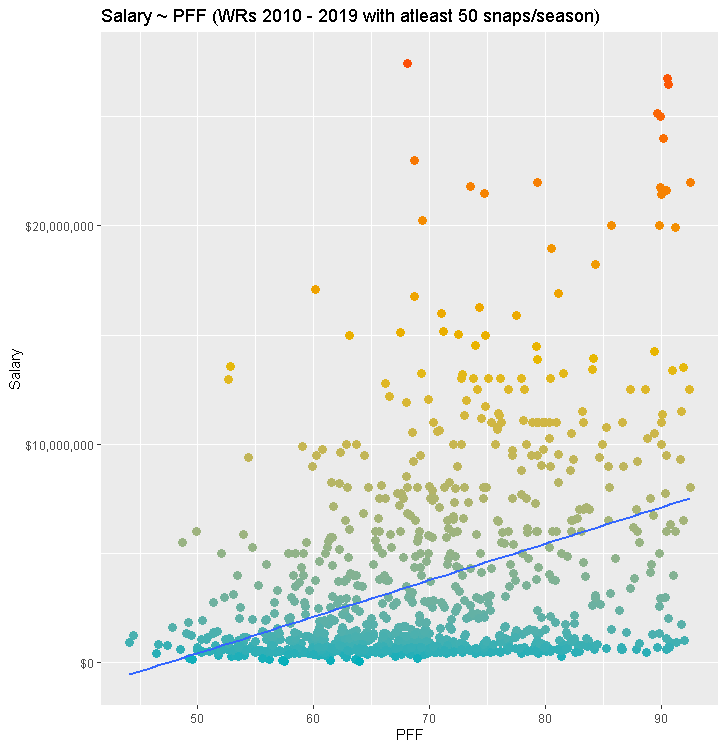 Salary ~ PFF (WRs 2010 - 2019 with atleast 50 snaps/season)
Salary
$20,000,000
$10,000,000
$0
50 60 70 80 90
PFF